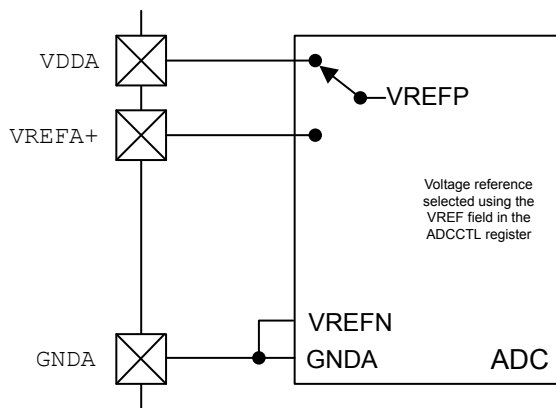 VDDA
VREFP
VREFA+
Voltage reference
selected using the
VREF field in the
ADCCTL register
VREFN
GNDA
GNDA
ADC